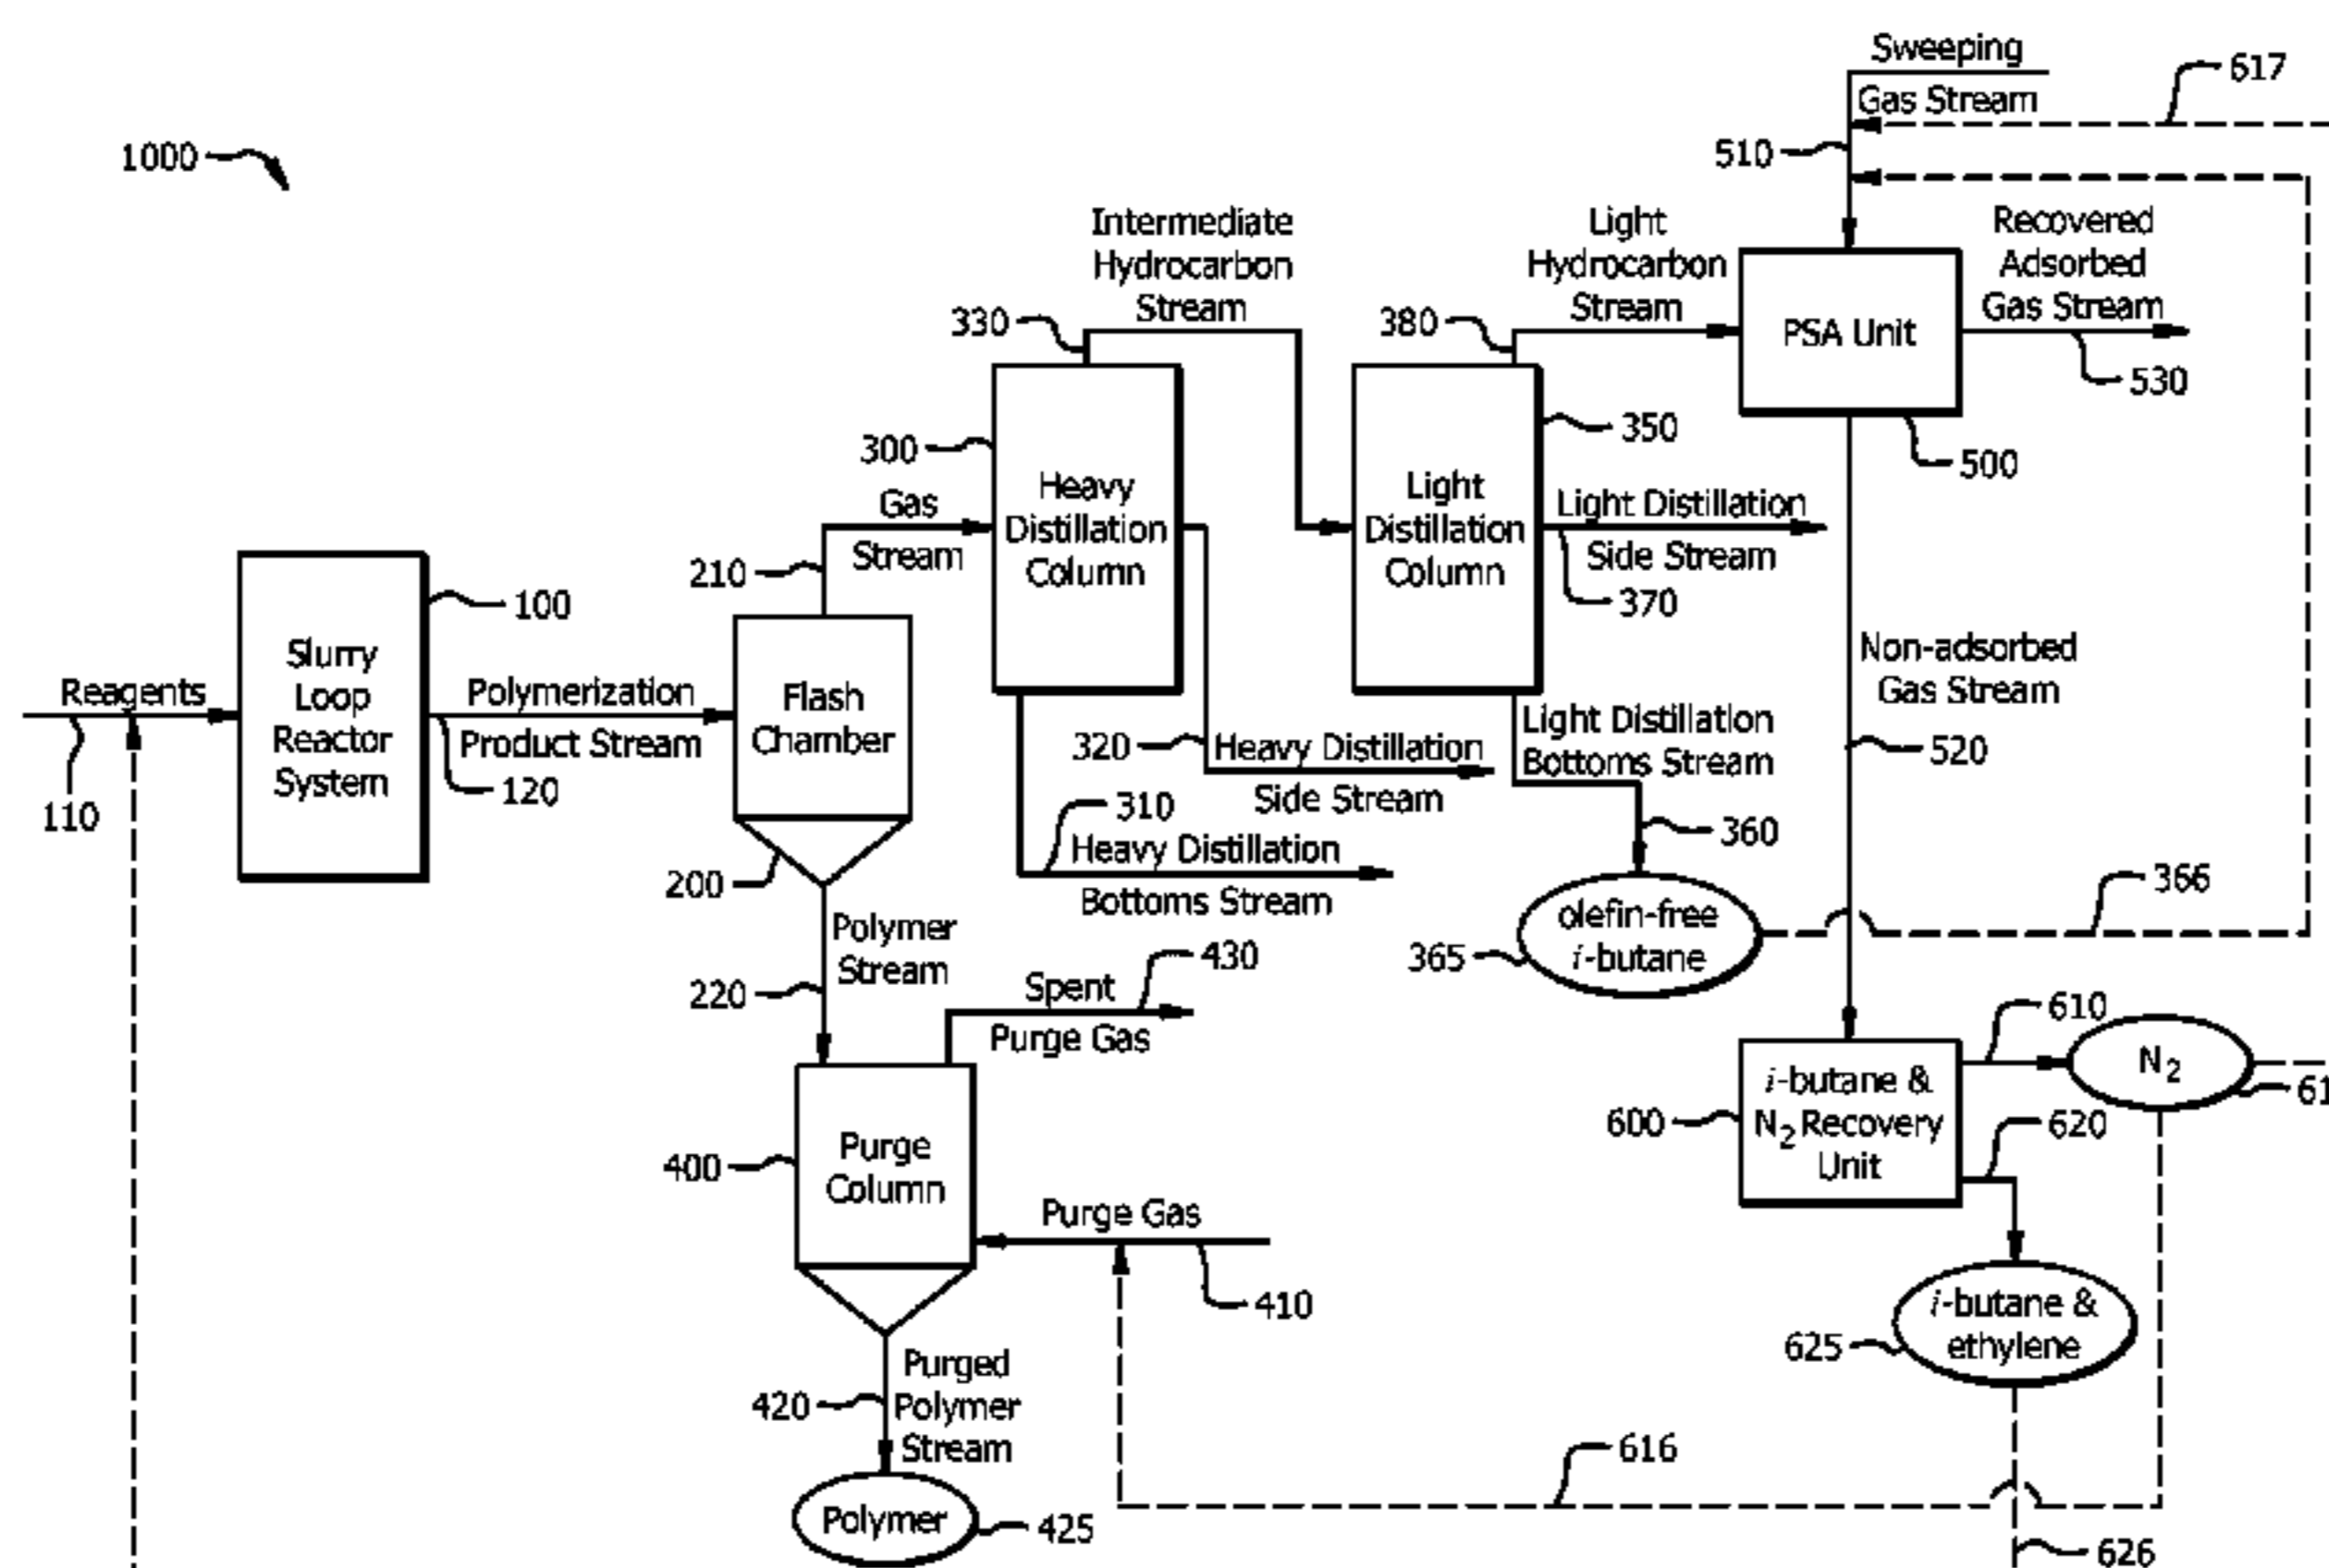 Sweeping
617
Gas Stream
1000
510
Intermediate
Hydrocarbon
Stream
Light
Hydrocarbon
Stream
Recovered
Adsorbed
Gas Stream
330
380
PSA Unit
530
300
350
500
Gas
Stream
Heavy
Distillation
Column
Light
Distillation
Column
Light Distillation
Side Stream
210
370
100
Slurry
Loop
Reactor
System
Reagents
Polymerization
Product Stream
Flash
Chamber
110
120
320
Heavy Distillation
Side Stream
Light Distillation
Bottoms Stream
Non-adsorbed
Gas Stream
520
310
360
Heavy Distillation
Bottoms Stream
200
366
olefin-free
i-butane
365
Polymer
Stream
220
430
Spent
Purge Gas
610
N2
61
i-butane &
N2 Recovery
Unit
600
620
400
Purge
Column
Purge Gas
410
i-butane &
ethylene
625
Purged
Polymer
Stream
420
616
Polymer
425
626